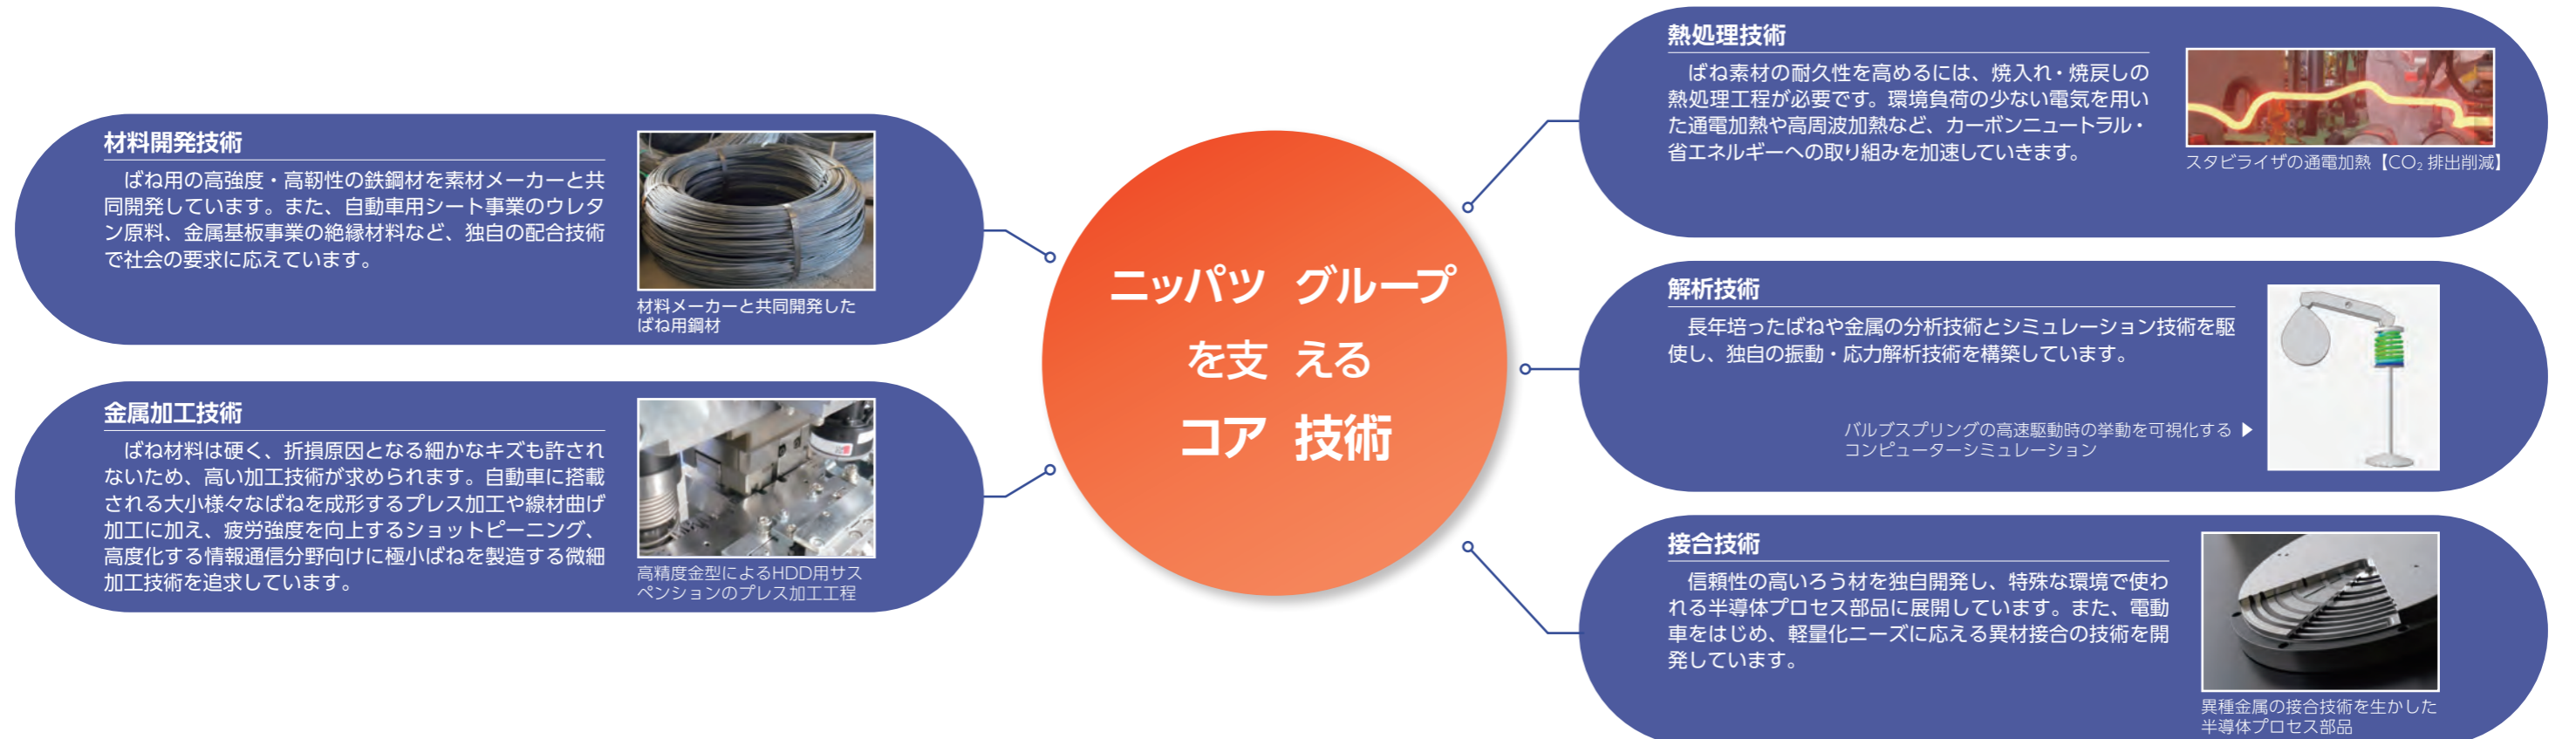 材料開発技術
ばね用の高強度・高靭性の鉄鋼材を素材メーカーと共
同開発しています。また、自動車用シート事業のウレタ
ン原料、金属基板事業の絶縁材料など、独自の配合技術
で社会の要求に応えています。
材料メーカーと共同開発した
ばね用鋼材
金属加工技術
ばね材料は硬く、折損原因となる細かなキズも許され
ないため、高い加工技術が求められます。自動車に搭載
される大小様々なばねを成形するプレス加工や線材曲げ
加工に加え、疲労強度を向上するショットピーニング、
高度化する情報通信分野向けに極小ばねを製造する微細
加工技術を追求しています。
高精度金型によるHDD用サス
ペンションのプレス加工工程
ニッパツ グループ
を支 える
コア 技術
熱処理技術
ばね素材の耐久性を高めるには、焼入れ・焼戻しの
熱処理工程が必要です。環境負荷の少ない電気を用い
た通電加熱や高周波加熱など、カーボンニュートラル・
省エネルギーへの取り組みを加速していきます。
スタビライザの通電加熱【CO₂ 排出削減】
解析技術
長年培ったばねや金属の分析技術とシミュレーション技術を駆
使し、独自の振動・応力解析技術を構築しています。
バルブスプリングの高速駆動時の挙動を可視化する ▶
コンピューターシミュレーション
接合技術
信頼性の高いろう材を独自開発し、特殊な環境で使わ
れる半導体プロセス部品に展開しています。また、電動
車をはじめ、軽量化ニーズに応える異材接合の技術を開
発しています。
異種金属の接合技術を生かした
半導体プロセス部品